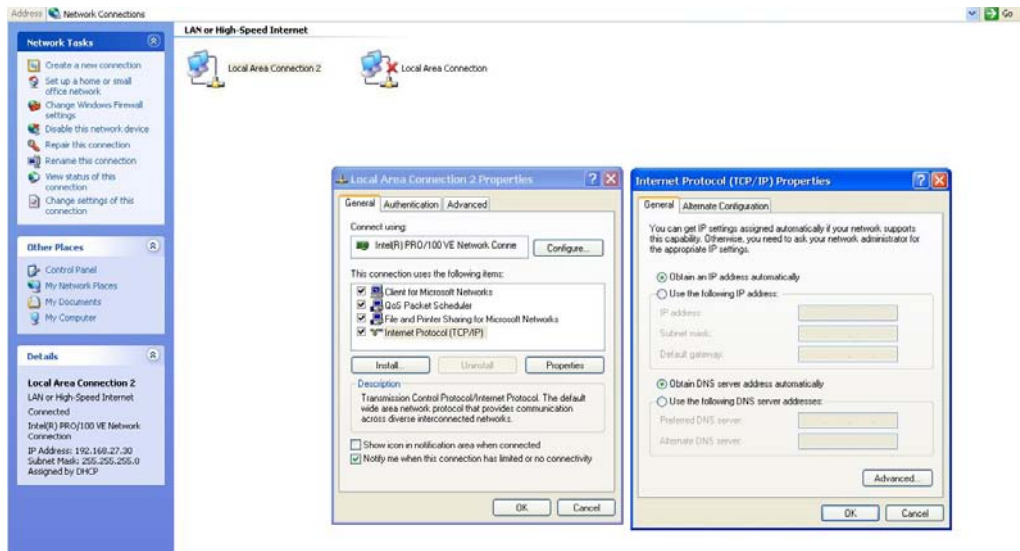 Address Network Connections
Go
Network Tasks
Create a new connection
Set up a home or small
office network
Change Windows Firewall
settings
Disable this network device
Repair this connection
Rename this connection
View status of this
connection
Change settings of this
connection
Other Places
Control Panel
My Network Places
My Documents
My Computer
Details
Local Area Connection 2
LAN or High-Speed Internet
Connected
Intel(R) PRO/100 VE Network
Connection
IP Address: 192.168.27.30
Subnet Mask: 255.255.255.0
Assigned by DHCP
LAN or High-Speed Internet
Local Area Connection 2
Local Area Connection
Local Area Connection 2 Properties
General Authentication Advanced
Connect using:
Intel(R) PRO/100 VE Network Conne
Configure...
This connection uses the following items:
Client for Microsoft Networks
QoS Packet Scheduler
File and Printer Sharing for Microsoft Networks
Internet Protocol (TCP/IP)
Install... Uninstall Properties
Description
Transmission Control Protocol/Internet Protocol. The default
wide area network protocol that provides communication
across diverse interconnected networks.
Show icon in notification area when connected
Notify me when this connection has limited or no connectivity
OK Cancel
Internet Protocol (TCP/IP) Properties
General Alternate Configuration
You can get IP settings assigned automatically if your network supports
this capability. Otherwise, you need to ask your network administrator for
the appropriate IP settings.
Obtain an IP address automatically
Use the following IP address:
IP address:
Subnet mask:
Default gateway:
Obtain DNS server address automatically
Use the following DNS server addresses:
Preferred DNS server:
Alternate DNS server:
Advanced...
OK Cancel